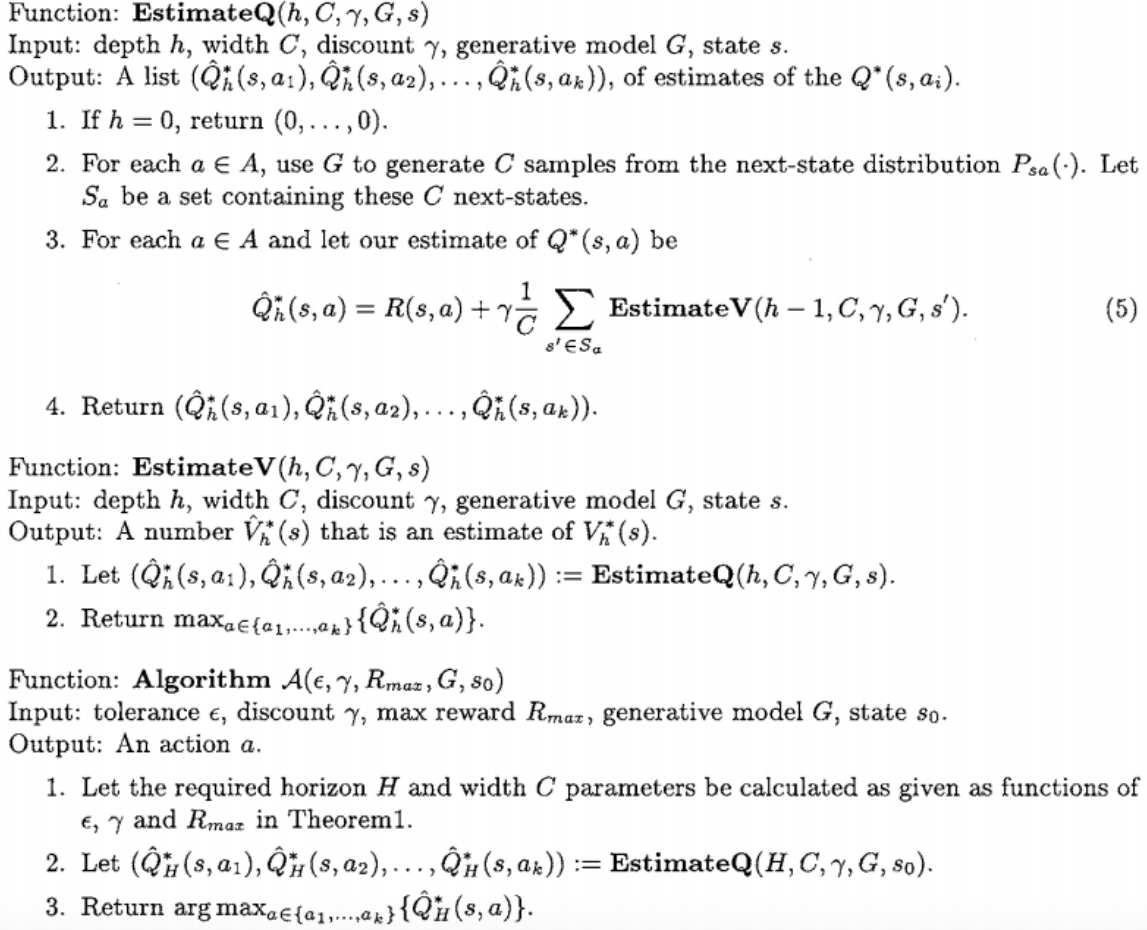 Function: EstimateQ(h, C, γ, G, s)
Input: depth h, width C, discount γ, generative model G, state s.
Output: A list (Q̂*_h(s, a_1), Q̂*_h(s, a_2), . . . , Q̂*_h(s, a_k)), of estimates of the Q*(s, a_i).
1. If h = 0, return (0, . . . , 0).
2. For each a ∈ A, use G to generate C samples from the next-state distribution P_sa(·). Let
S_a be a set containing these C next-states.
3. For each a ∈ A and let our estimate of Q*(s, a) be
Q̂*_h(s, a) = R(s, a) + γ 1/C ∑_{s′∈S_a} EstimateV(h − 1, C, γ, G, s′). (5)
4. Return (Q̂*_h(s, a_1), Q̂*_h(s, a_2), . . . , Q̂*_h(s, a_k)).
Function: EstimateV(h, C, γ, G, s)
Input: depth h, width C, discount γ, generative model G, state s.
Output: A number V̂*_h(s) that is an estimate of V*_h(s).
1. Let (Q̂*_h(s, a_1), Q̂*_h(s, a_2), . . . , Q̂*_h(s, a_k)) := EstimateQ(h, C, γ, G, s).
2. Return max_{a∈{a_1,...,a_k}}{Q̂*_h(s, a)}.
Function: Algorithm 𝒜(ϵ, γ, R_max, G, s_0)
Input: tolerance ϵ, discount γ, max reward R_max, generative model G, state s_0.
Output: An action a.
1. Let the required horizon H and width C parameters be calculated as given as functions of
ϵ, γ and R_max in Theorem1.
2. Let (Q̂*_H(s, a_1), Q̂*_H(s, a_2), . . . , Q̂*_H(s, a_k)) := EstimateQ(H, C, γ, G, s_0).
3. Return arg max_{a∈{a_1,...,a_k}}{Q̂*_H(s, a)}.